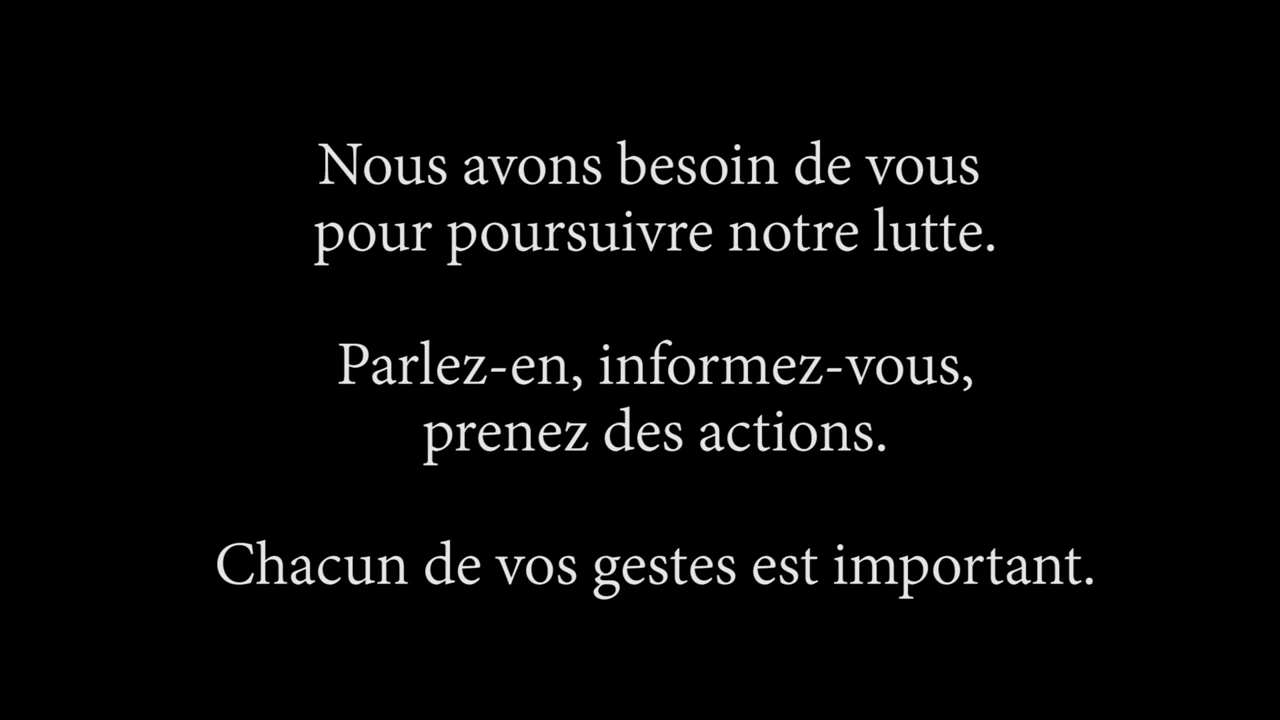 Nous avons besoin de vous
pour poursuivre notre lutte.
Parlez-en, informez-vous,
prenez des actions.
Chacun de vos gestes est important.